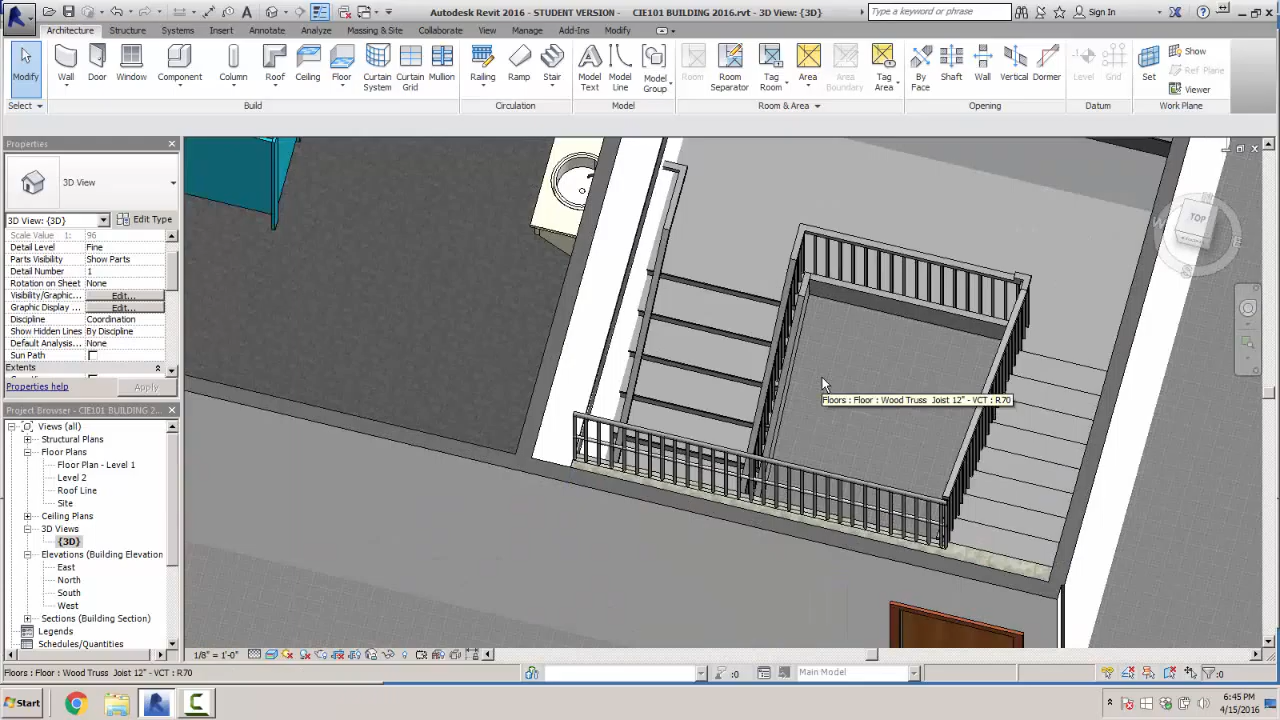 Autodesk Revit 2016 - STUDENT VERSION - CIE101 BUILDING 2016.rvt - 3D View: {3D}
Type a keyword or phrase
Sign In
Architecture Structure Systems Insert Annotate Analyze Massing & Site Collaborate View Manage Add-Ins Modify
Modify Wall Door Window Component Column Roof Ceiling Floor Curtain System Curtain Grid Mullion Railing Ramp Stair Model Text Model Line Model Group Room Room Separator Tag Room Area Area Boundary Tag Area By Face Shaft Wall Vertical Dormer Level Grid Set Show Ref Plane Viewer
Select Build Circulation Model Room & Area Opening Datum Work Plane
Properties
3D View
3D View: {3D} Edit Type
Scale Value 1: 96
Detail Level Fine
Parts Visibility Show Parts
Detail Number 1
Rotation on Sheet None
Visibility/Graphic... Edit...
Graphic Display ... Edit...
Discipline Coordination
Show Hidden Lines By Discipline
Default Analysis... None
Sun Path
Extents
Properties help Apply
Project Browser - CIE101 BUILDING 2...
Views (all)
Structural Plans
Floor Plans
Floor Plan - Level 1
Level 2
Roof Line
Site
Ceiling Plans
3D Views
{3D}
Elevations (Building Elevation
East
North
South
West
Sections (Building Section)
Legends
Schedules/Quantities
TOP
Floors : Floor : Wood Truss Joist 12" - VCT : R70
1/8" = 1'-0"
Floors : Floor : Wood Truss Joist 12" - VCT : R70
:0
Main Model
:0
Start
6:45 PM
4/15/2016